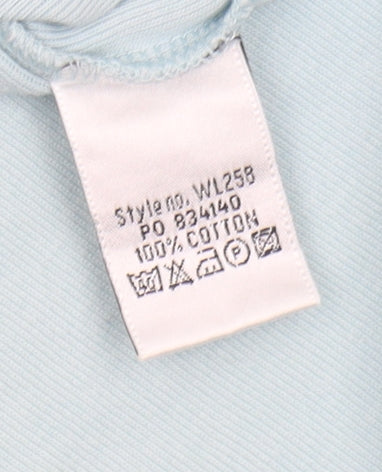 Style no. WL258
PO 834140
100% COTTON